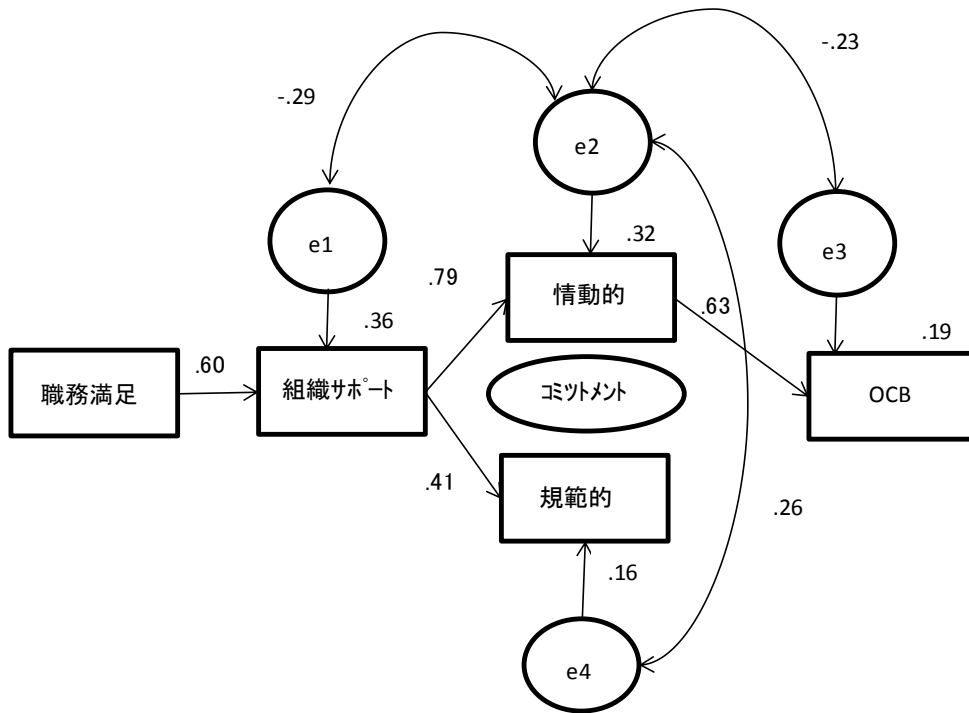 -.23
-.29
e2
e1
e3
.32
.79
情動的
.63
.36
.19
.60
職務満足
組織サポート
コミツトメント
OCB
.41
規範的
.26
.16
e4